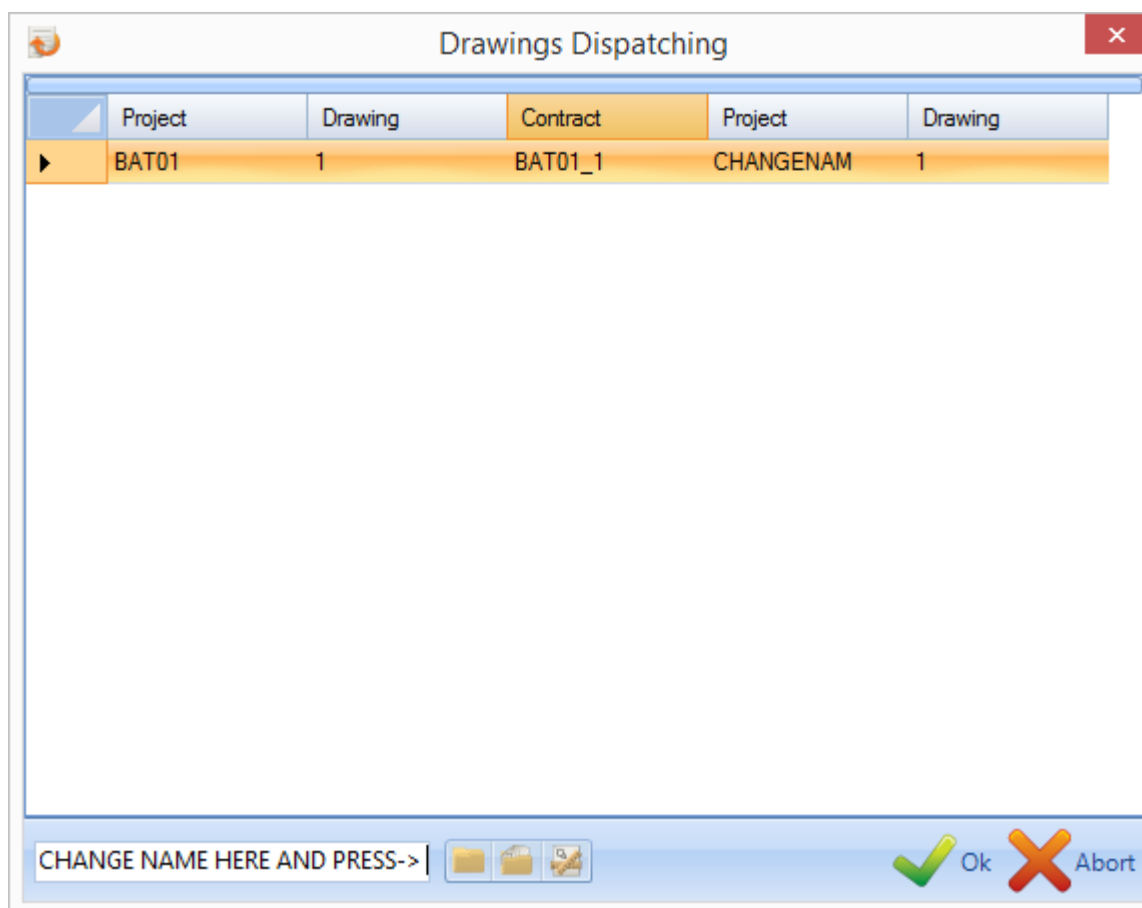 Drawings Dispatching
Project Drawing Contract Project Drawing
BAT01 1 BAT01_1 CHANGENAM 1
CHANGE NAME HERE AND PRESS-> Ok Abort